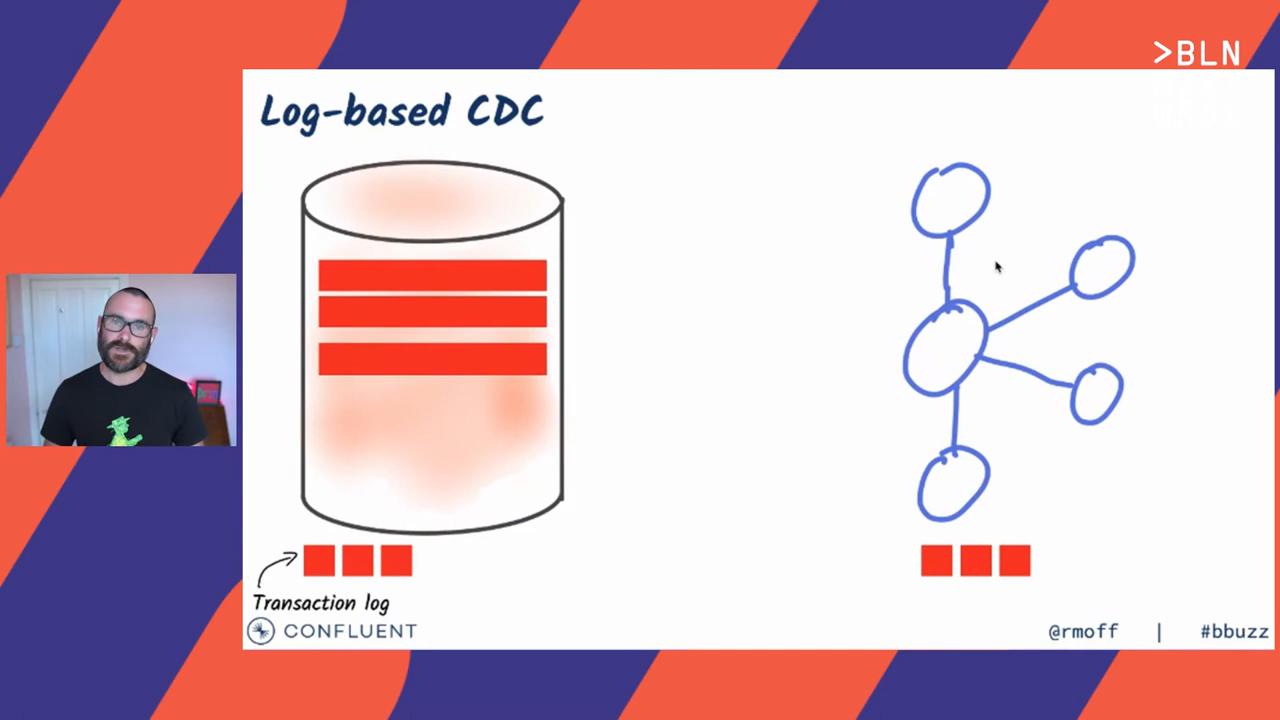 >BLN
Log-based CDC
Transaction log
CONFLUENT
@rmoff | #bbuzz